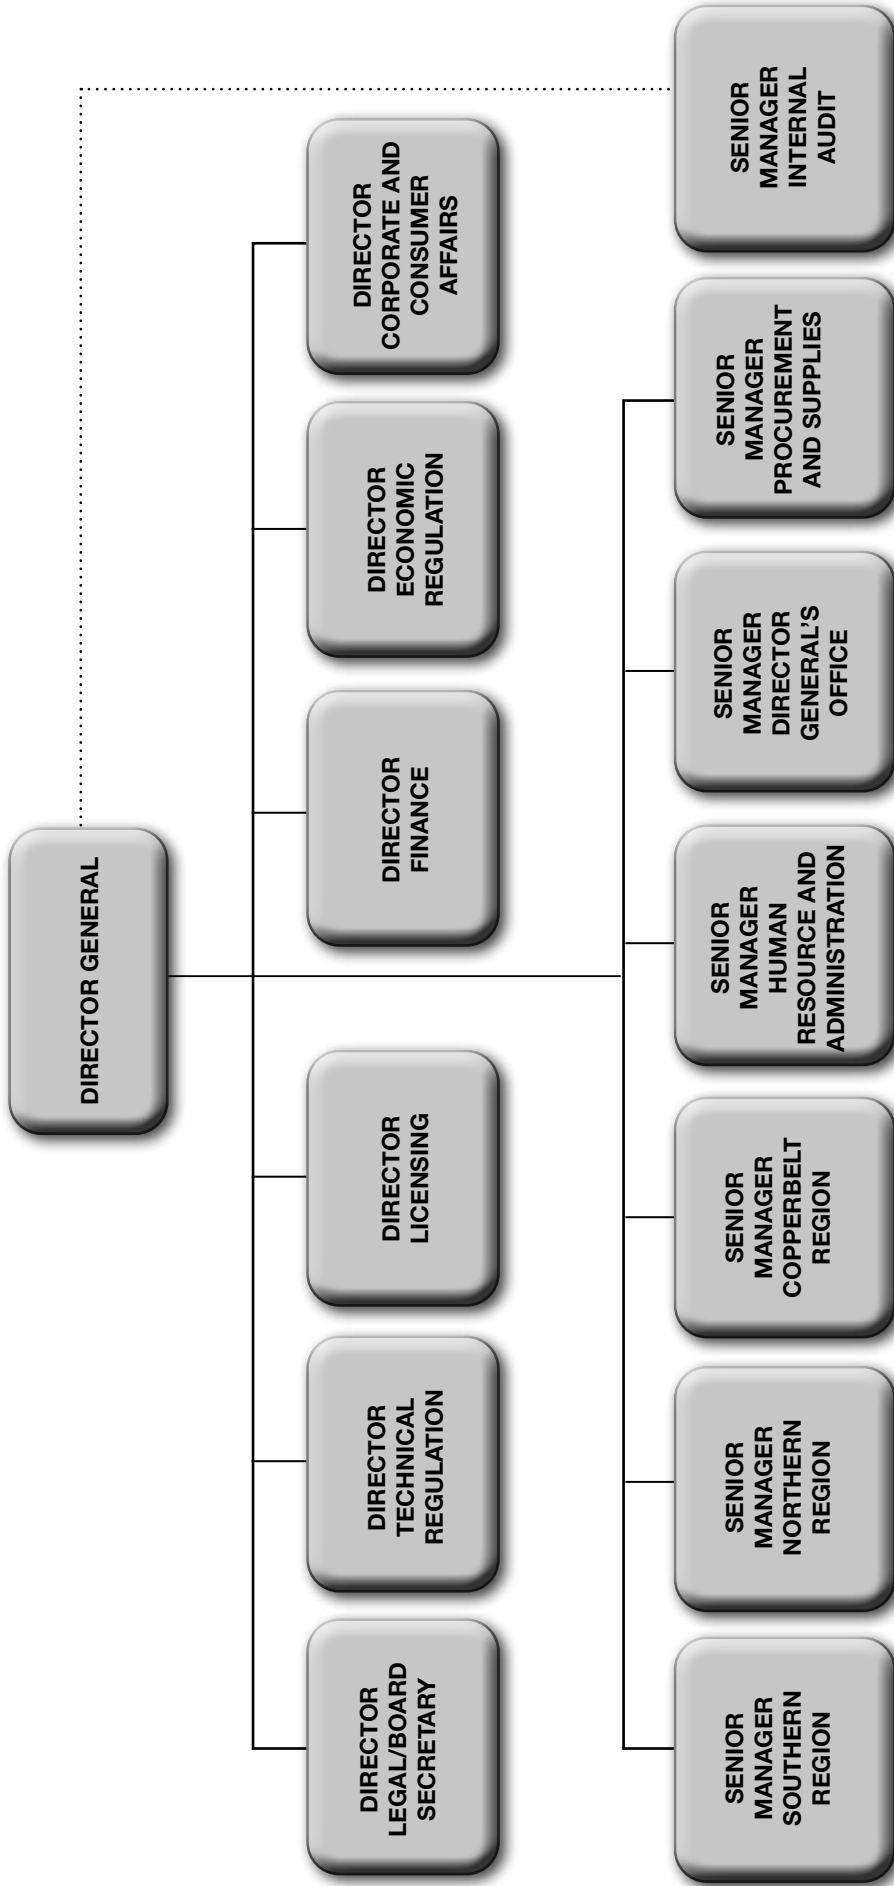 DIRECTOR GENERAL
DIRECTOR
LEGAL/BOARD
SECRETARY
DIRECTOR
TECHNICAL
REGULATION
DIRECTOR
LICENSING
DIRECTOR
FINANCE
DIRECTOR
ECONOMIC
REGULATION
DIRECTOR
CORPORATE AND
CONSUMER
AFFAIRS
SENIOR
MANAGER
SOUTHERN
REGION
SENIOR
MANAGER
NORTHERN
REGION
SENIOR
MANAGER
COPPERBELT
REGION
SENIOR
MANAGER
HUMAN
RESOURCE AND
ADMINISTRATION
SENIOR
MANAGER
DIRECTOR
GENERAL'S
OFFICE
SENIOR
MANAGER
PROCUREMENT
AND SUPPLIES
SENIOR
MANAGER
INTERNAL
AUDIT